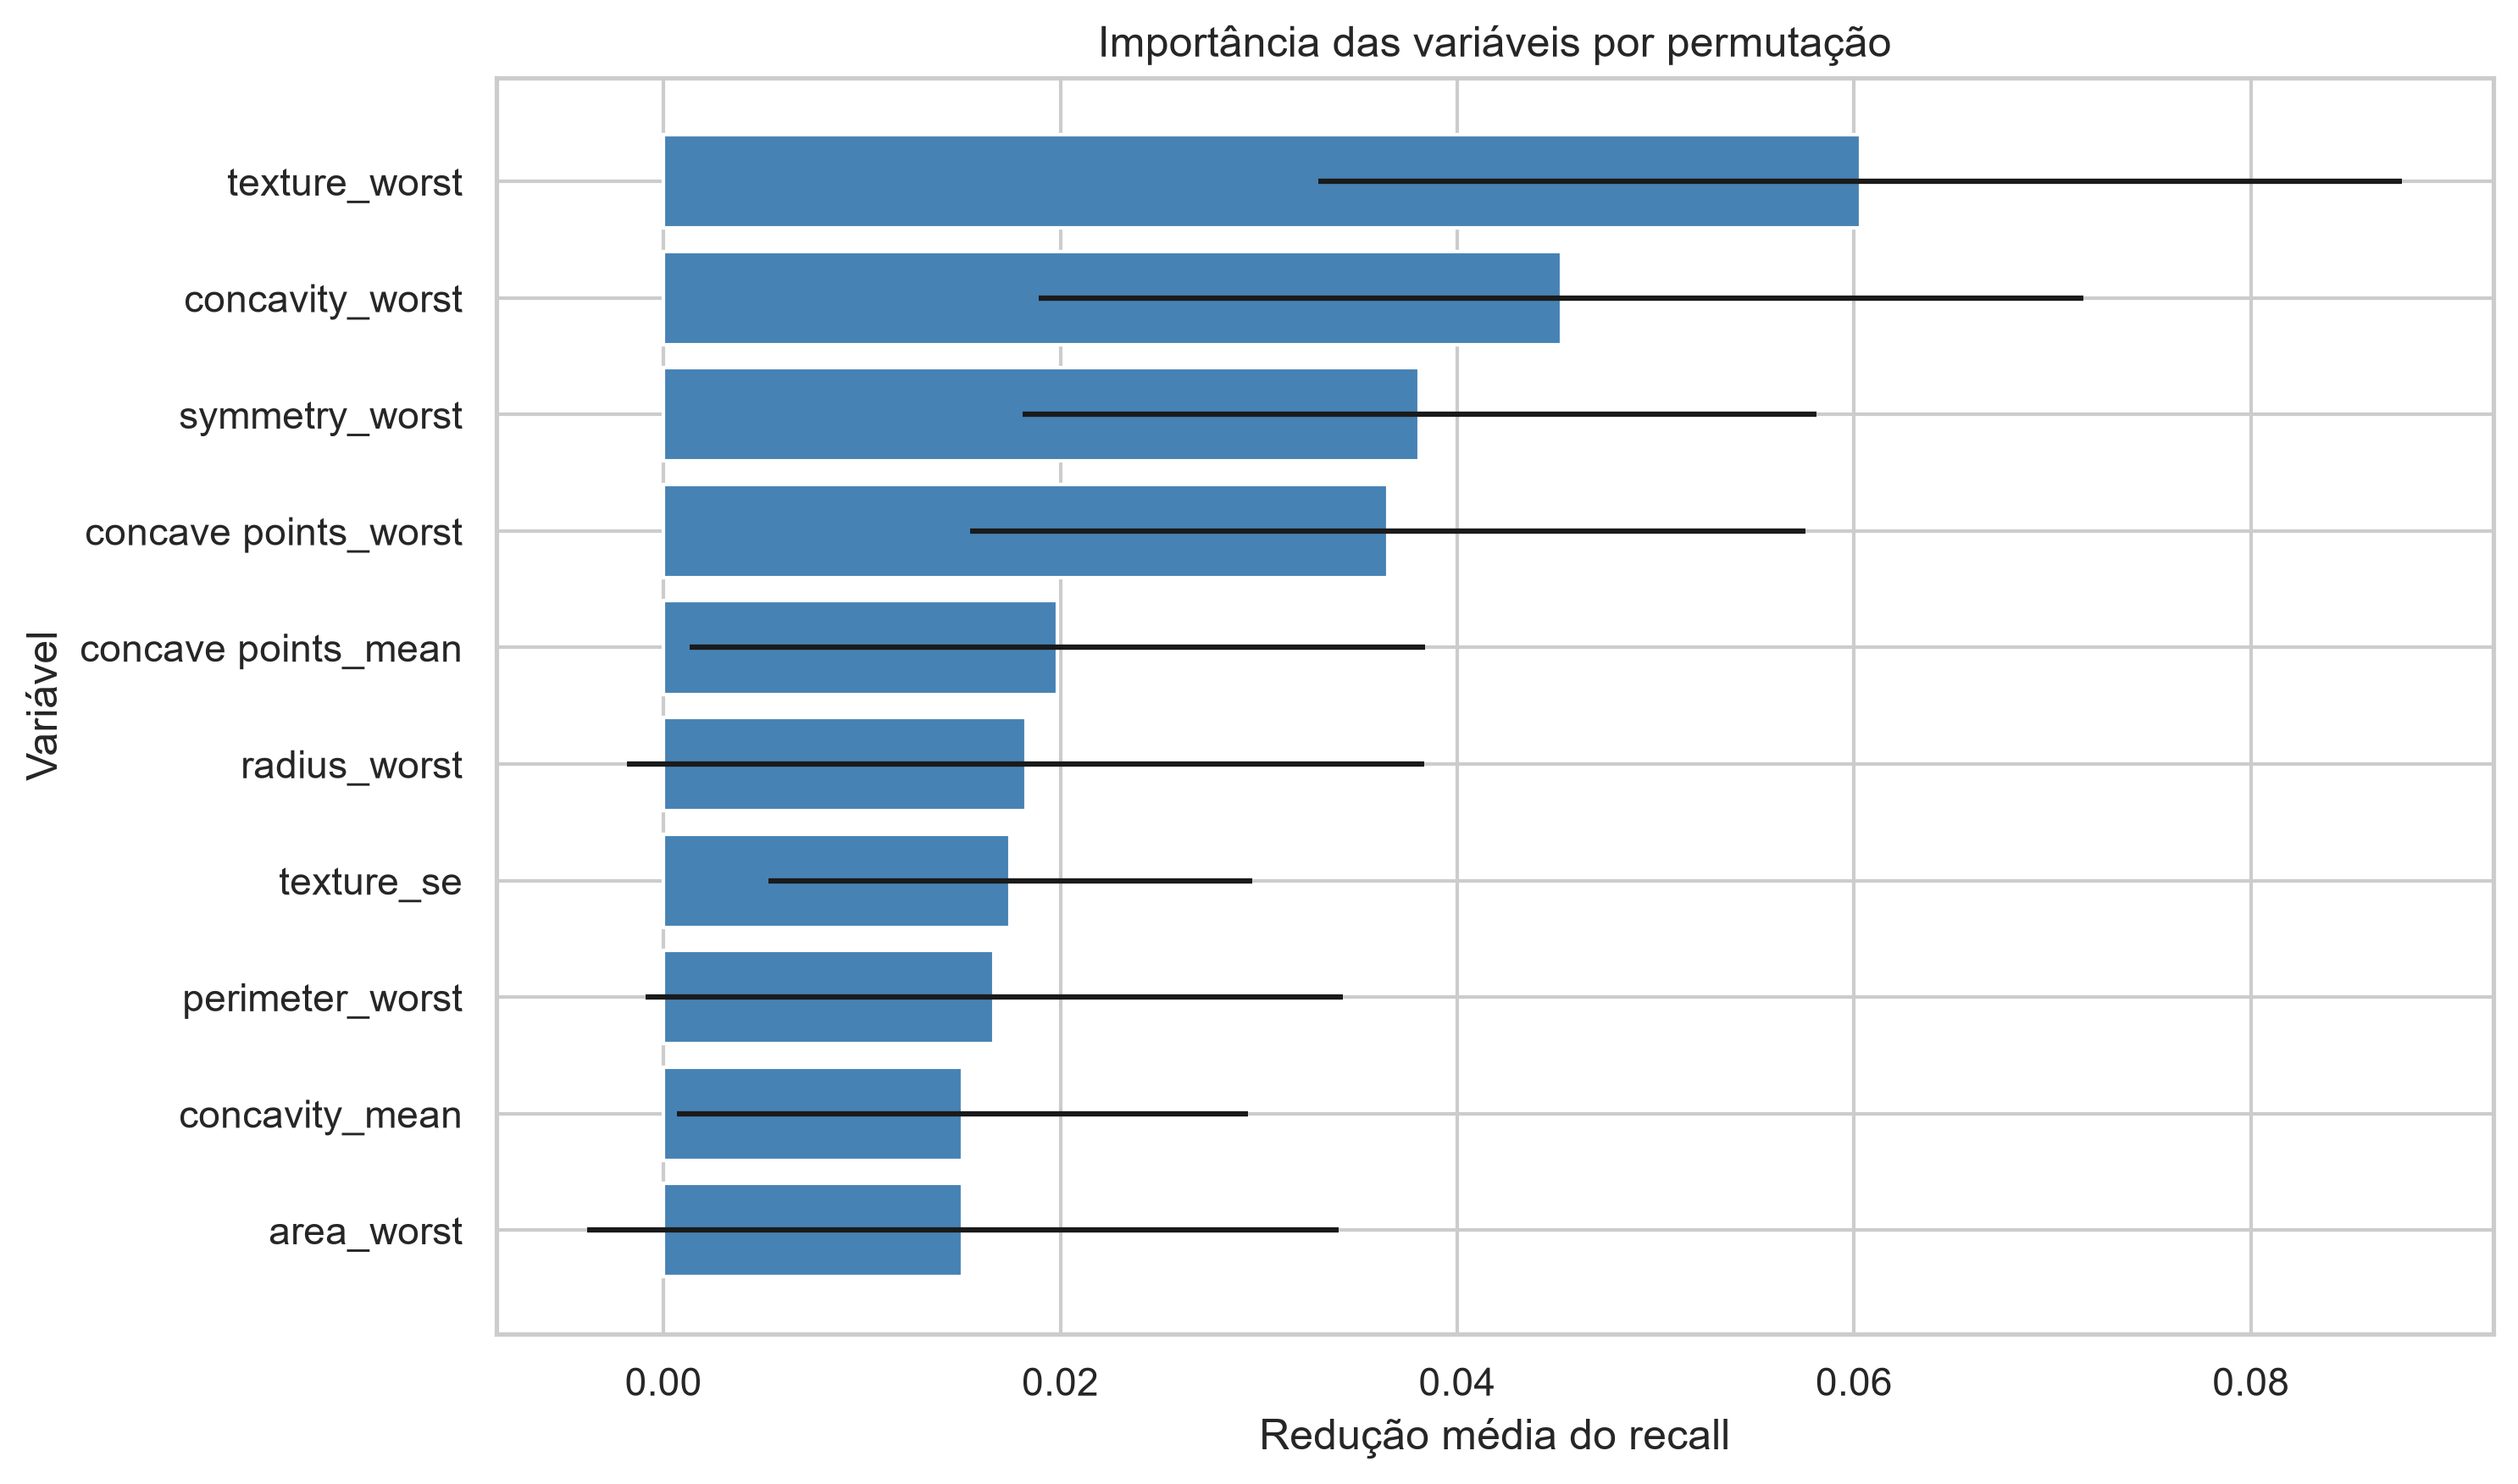 Importância das variáveis por permutação
Variável
texture_worst
concavity_worst
symmetry_worst
concave points_worst
concave points_mean
radius_worst
texture_se
perimeter_worst
concavity_mean
area_worst
0.00 0.02 0.04 0.06 0.08
Redução média do recall